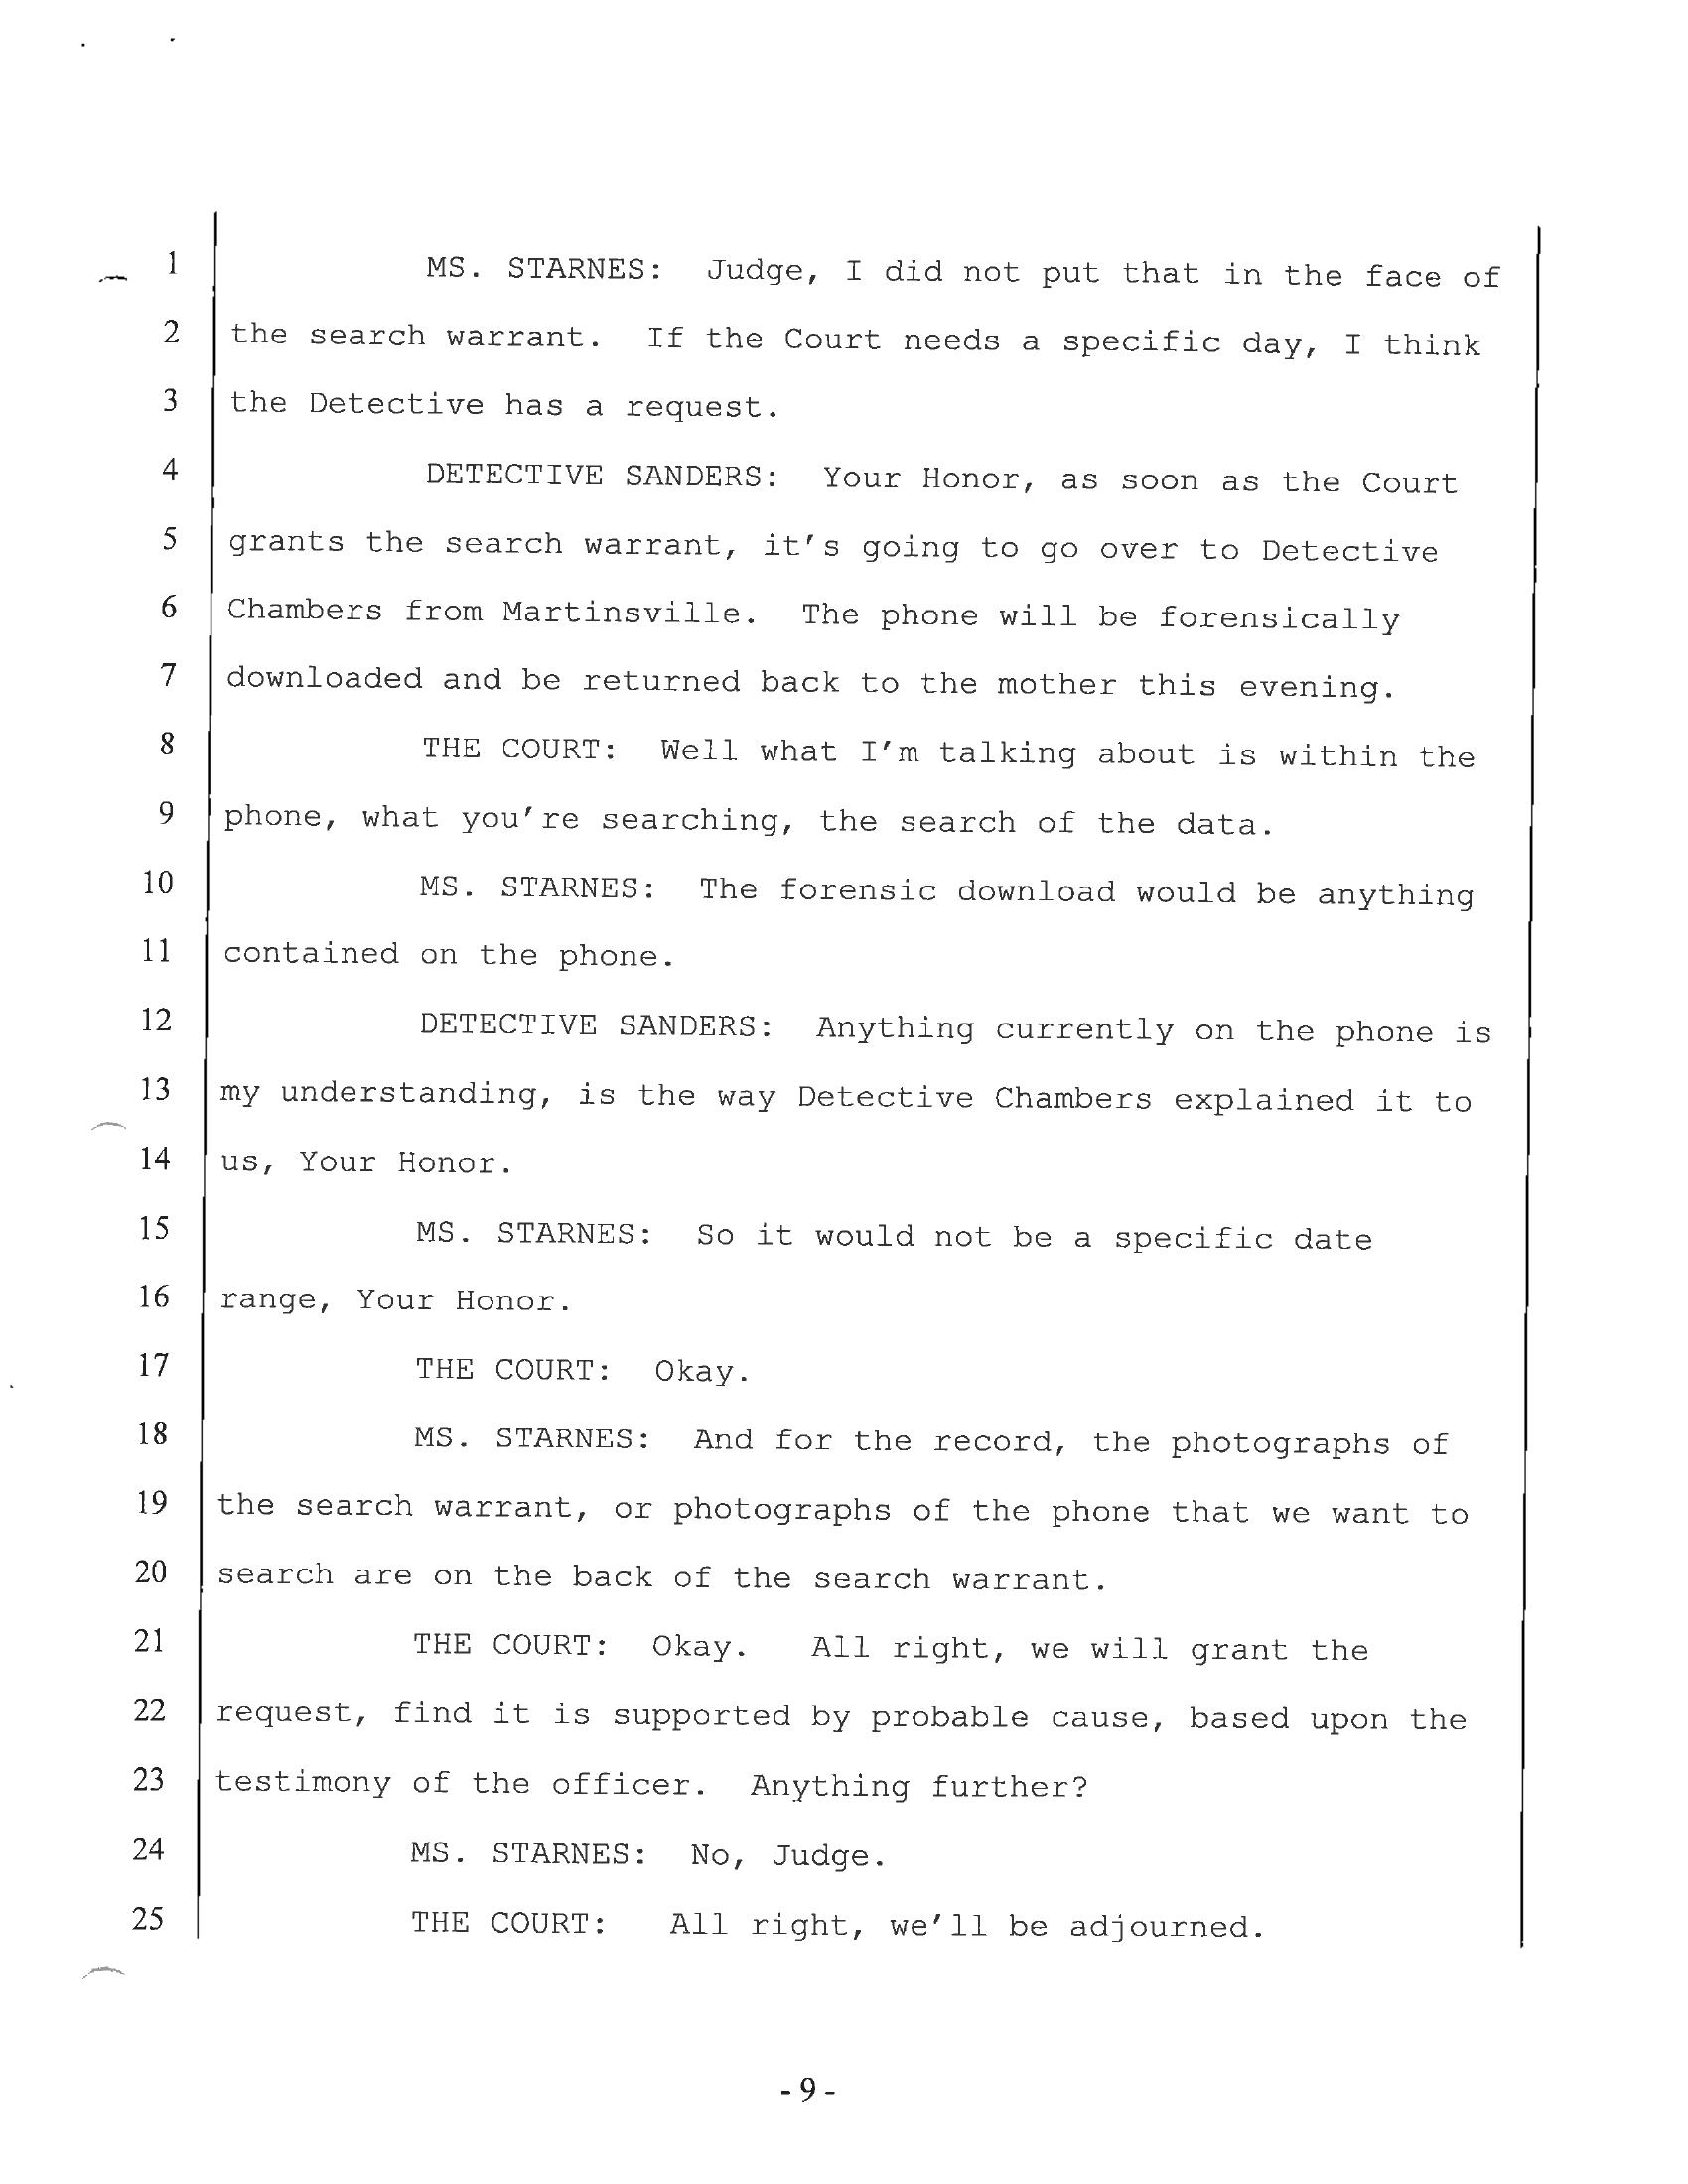 1 MS. STARNES: Judge, I did not put that in the face of
2 the search warrant. If the Court needs a specific day, I think
3 the Detective has a request.
4 DETECTIVE SANDERS: Your Honor, as soon as the Court
5 grants the search warrant, it's going to go over to Detective
6 Chambers from Martinsville. The phone will be forensically
7 downloaded and be returned back to the mother this evening.
8 THE COURT: Well what I'm talking about is within the
9 phone, what you're searching, the search of the data.
10 MS. STARNES: The forensic download would be anything
11 contained on the phone.
12 DETECTIVE SANDERS: Anything currently on the phone is
13 my understanding, is the way Detective Chambers explained it to
14 us, Your Honor.
15 MS. STARNES: So it would not be a specific date
16 range, Your Honor.
17 THE COURT: Okay.
18 MS. STARNES: And for the record, the photographs of
19 the search warrant, or photographs of the phone that we want to
20 search are on the back of the search warrant.
21 THE COURT: Okay. All right, we will grant the
22 request, find it is supported by probable cause, based upon the
23 testimony of the officer. Anything further?
24 MS. STARNES: No, Judge.
25 THE COURT: All right, we'll be adjourned.
-9-